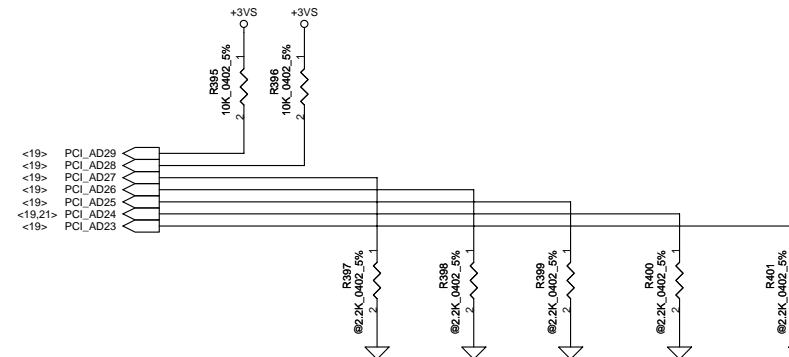 +3VS +3VS
R395 10K_0402_5% 1 2
R396 10K_0402_5% 1 2
<19> PCI_AD29
<19> PCI_AD28
<19> PCI_AD27
<19> PCI_AD26
<19> PCI_AD25
<19,21> PCI_AD24
<19> PCI_AD23
R397 @2.2K_0402_5% 1 2
R398 @2.2K_0402_5% 1 2
R399 @2.2K_0402_5% 1 2
R400 @2.2K_0402_5% 1 2
R401 @2.2K_0402_5% 1 2